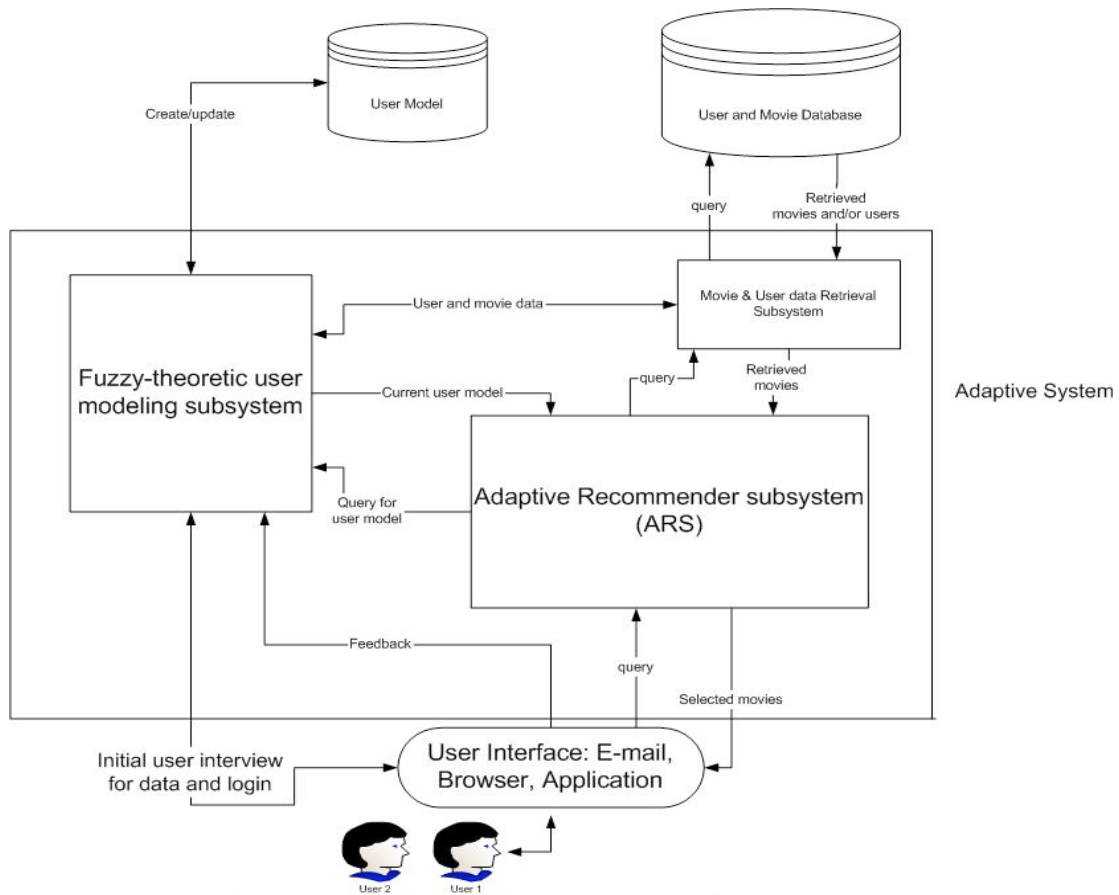 User Model
User and Movie Database
Create/update
query
Retrieved
movies and/or users
Movie & User data Retrieval
Subsystem
Adaptive System
User and movie data
Fuzzy-theoretic user
modeling subsystem
Current user model
query
Retrieved
movies
Query for
user model
Adaptive Recommender subsystem
(ARS)
Feedback
query
Selected movies
Initial user interview
for data and login
User Interface: E-mail,
Browser, Application
User 2
User 1